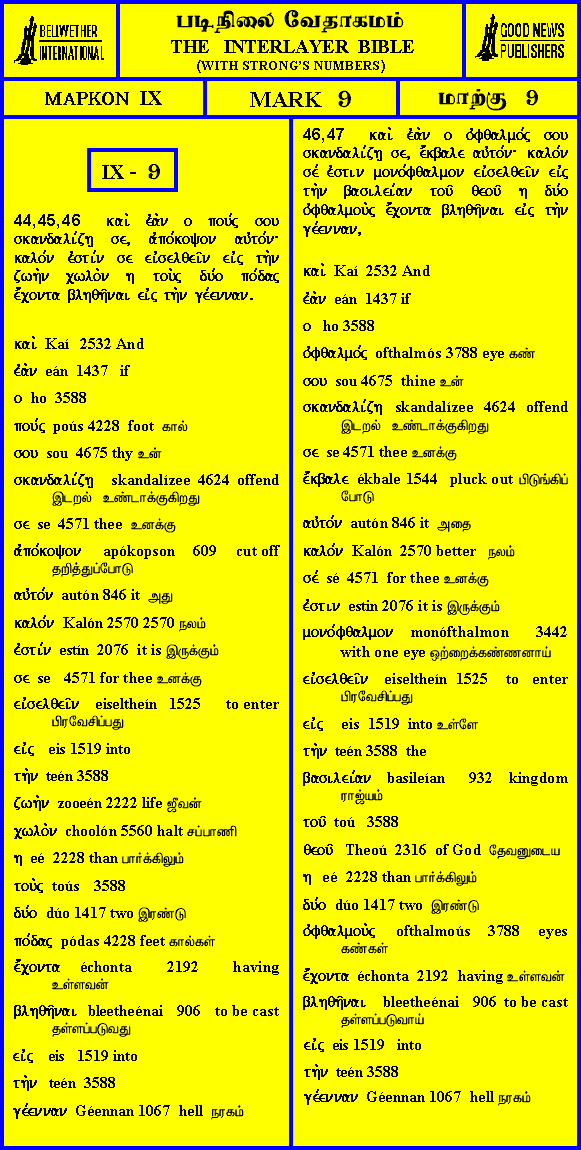 BELLWETHER
INTERNATIONAL
படிநிலை வேதாகமம்
THE INTERLAYER BIBLE
(WITH STRONG'S NUMBERS)
GOOD NEWS
PUBLISHERS
ΜΑΡΚΟΝ IX
MARK 9
மாற்கு 9
IX - 9
44,45,46 καὶ ἐὰν ο πούς σου
σκανδαλίζῃ σε, ἀπόκοψον αὐτόν·
καλόν ἐστίν σε εἰσελθεῖν εἰς τὴν
ζωὴν χωλὸν η τοὺς δύο πόδας
ἔχοντα βληθῆναι εἰς τὴν γέενναν.
καὶ Kaí 2532 And
ἐὰν eán 1437 if
ο ho 3588
πούς poús 4228 foot கால்
σου sou 4675 thy உன்
σκανδαλίζῃ skandalízee 4624 offend
இடறல் உண்டாக்குகிறது
σε se 4571 thee உனக்கு
ἀπόκοψον apókopson 609 cut off
தறித்துப்போடு
αὐτόν autón 846 it அது
καλόν Kalón 2570 2570 நலம்
ἐστίν estín 2076 it is இருக்கும்
σε se 4571 for thee உனக்கு
εἰσελθεῖν eiseltheín 1525 to enter
பிரவேசிப்பது
εἰς eis 1519 into
τὴν teén 3588
ζωὴν zooeén 2222 life ஜீவன்
χωλὸν choolón 5560 halt சப்பாணி
η eé 2228 than பார்க்கிலும்
τοὺς toús 3588
δύο dúo 1417 two இரண்டு
πόδας pódas 4228 feet கால்கள்
ἔχοντα échonta 2192 having
உள்ளவன்
βληθῆναι bleetheénai 906 to be cast
தள்ளப்படுவது
εἰς eis 1519 into
τὴν teén 3588
γέενναν Géennan 1067 hell நரகம்
46,47 καὶ ἐὰν ο ὀφθαλμός σου
σκανδαλίζῃ σε, ἔκβαλε αὐτόν· καλόν
σέ ἐστιν μονόφθαλμον εἰσελθεῖν εἰς
τὴν βασιλείαν τοῦ θεοῦ η δύο
ὀφθαλμοὺς ἔχοντα βληθῆναι εἰς τὴν
γέενναν,
καὶ Kaí 2532 And
ἐὰν eán 1437 if
ο ho 3588
ὀφθαλμός ofthalmós 3788 eye கண்
σου sou 4675 thine உன்
σκανδαλίζῃ skandalízee 4624 offend
இடறல் உண்டாக்குகிறது
σε se 4571 thee உனக்கு
ἔκβαλε ékbale 1544 pluck out பிடுங்கிப்
போடு
αὐτόν autón 846 it அதை
καλόν Kalón 2570 better நலம்
σέ sé 4571 for thee உனக்கு
ἐστιν estin 2076 it is இருக்கும்
μονόφθαλμον monófthalmon 3442
with one eye ஒற்றைக்கண்ணனாய்
εἰσελθεῖν eiseltheín 1525 to enter
பிரவேசிப்பது
εἰς eis 1519 into உள்ளே
τὴν teén 3588 the
βασιλείαν basileían 932 kingdom
ராஜ்யம்
τοῦ toú 3588
θεοῦ Theoú 2316 of God தேவனுடைய
η eé 2228 than பார்க்கிலும்
δύο dúo 1417 two இரண்டு
ὀφθαλμοὺς ofthalmoús 3788 eyes
கண்கள்
ἔχοντα échonta 2192 having உள்ளவன்
βληθῆναι bleetheénai 906 to be cast
தள்ளப்படுவாய்
εἰς eis 1519 into
τὴν teén 3588
γέενναν Géennan 1067 hell நரகம்